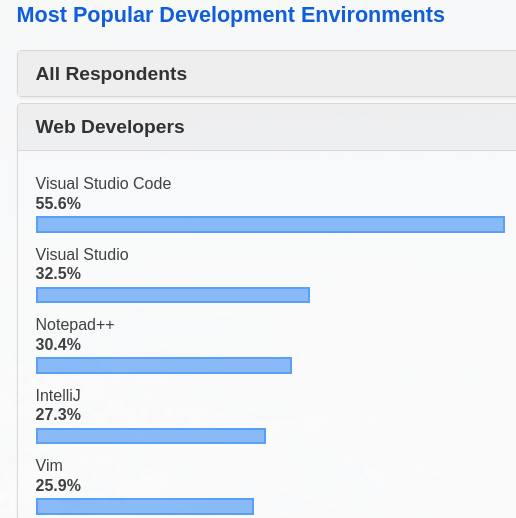 Most Popular Development Environments
All Respondents
Web Developers
Visual Studio Code
55.6%
Visual Studio
32.5%
Notepad++
30.4%
IntelliJ
27.3%
Vim
25.9%